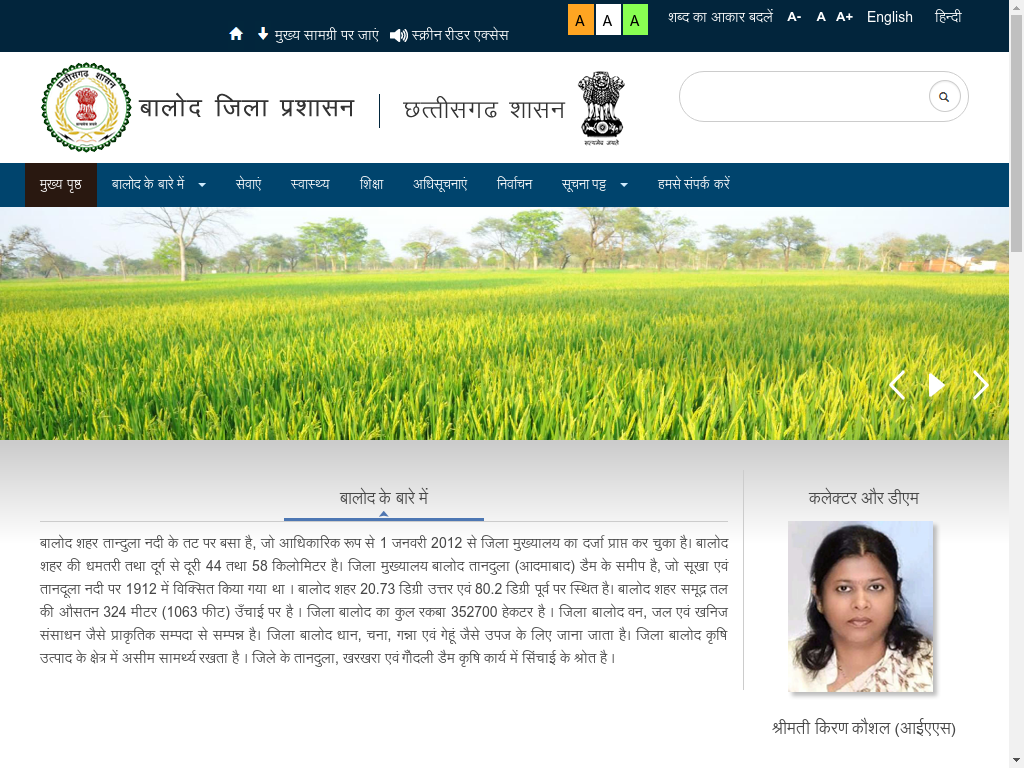 A A A शब्द का आकार बदलें A- A A+ English हिन्दी
मुख्य सामग्री पर जाएं स्क्रीन रीडर एक्सेस
छत्तीसगढ़ शासन
बालोद जिला प्रशासन छत्तीसगढ शासन
सत्यमेव जयते
मुख्य पृष्ठ बालोद के बारे में सेवाएं स्वास्थ्य शिक्षा अधिसूचनाएं निर्वाचन सूचना पट्ट हमसे संपर्क करें
बालोद के बारे में
बालोद शहर तान्दुला नदी के तट पर बसा है, जो आधिकारिक रूप से 1 जनवरी 2012 से जिला मुख्यालय का दर्जा प्राप्त कर चुका है। बालोद
शहर की धमतरी तथा दूर्ग से दूरी 44 तथा 58 किलोमिटर है। जिला मुख्यालय बालोद तानदुला (आदमाबाद) डैम के समीप है, जो सूखा एवं
तानदूला नदी पर 1912 में विक्सित किया गया था । बालोद शहर 20.73 डिग्री उत्तर एवं 80.2 डिग्री पूर्व पर स्थित है। बालोद शहर समूद्र तल
की औसतन 324 मीटर (1063 फीट) उँचाई पर है । जिला बालोद का कुल रकबा 352700 हेकटर है । जिला बालोद वन, जल एवं खनिज
संसाधन जैसे प्राकृतिक सम्पदा से सम्पन्न है। जिला बालोद धान, चना, गन्ना एवं गेहूं जैसे उपज के लिए जाना जाता है। जिला बालोद कृषि
उत्पाद के क्षेत्र में असीम सामर्थ्य रखता है । जिले के तानदुला, खरखरा एवं गोंदली डैम कृषि कार्य में सिंचाई के श्रोत है ।
कलेक्टर और डीएम
श्रीमती किरण कौशल (आईएएस)